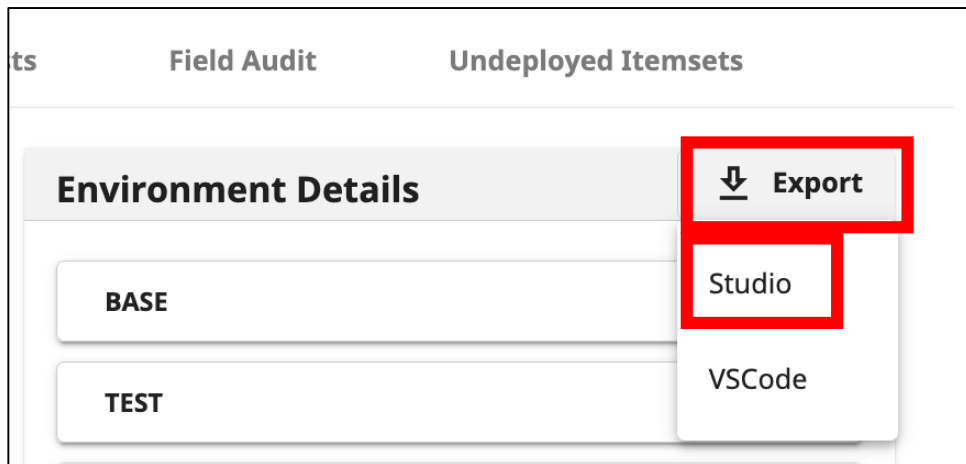 ts Field Audit Undeployed Itemsets
Environment Details
Export
BASE
Studio
TEST
VSCode